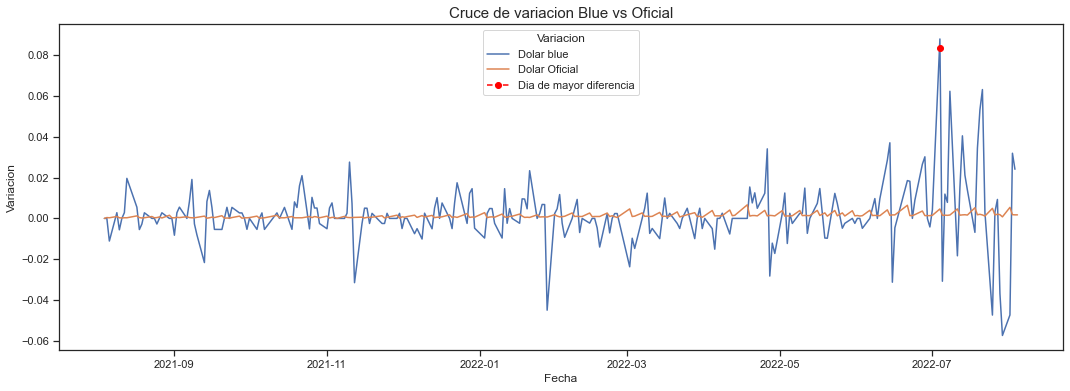 Cruce de variacion Blue vs Oficial
Variacion
Dolar blue
Dolar Oficial
Dia de mayor diferencia
Variacion
0.08
0.06
0.04
0.02
0.00
−0.02
−0.04
−0.06
2021-09
2021-11
2022-01
2022-03
2022-05
2022-07
Fecha